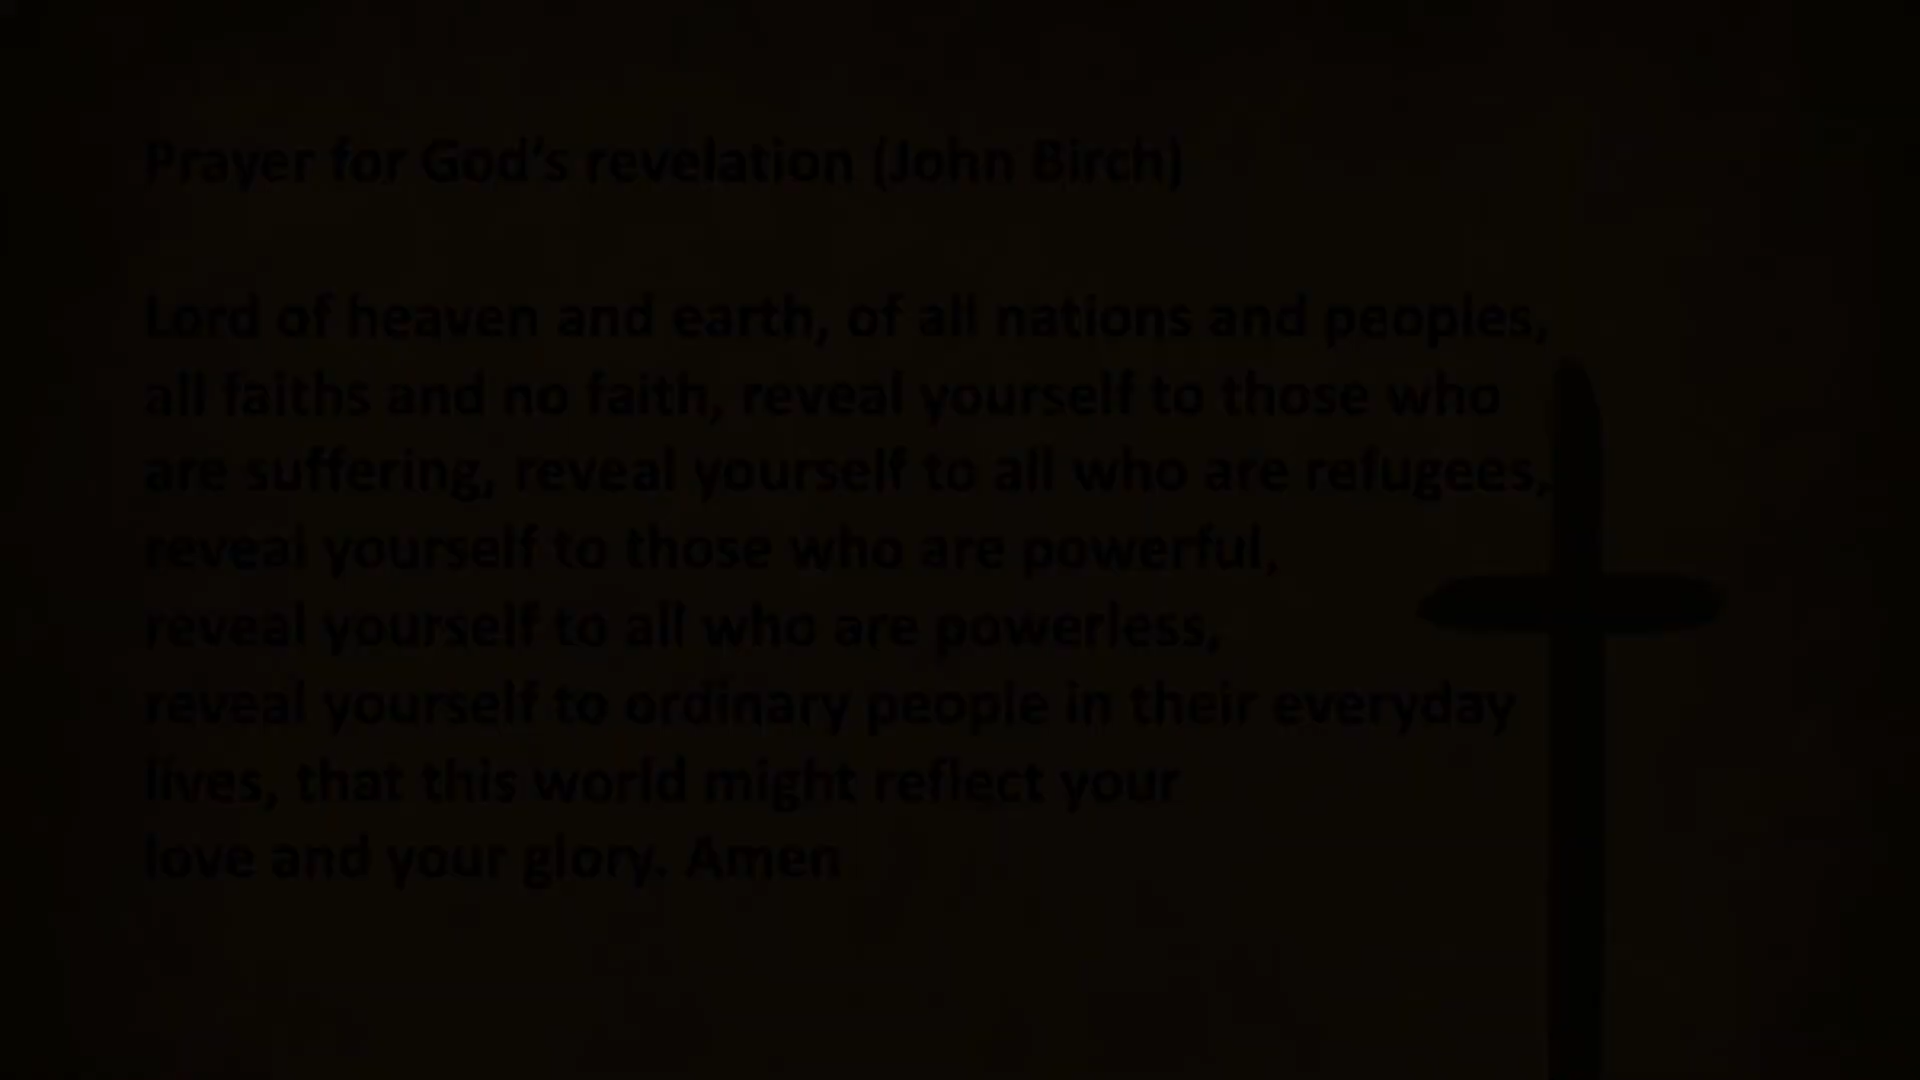 Prayer for God's revelation (John Birch)
Lord of heaven and earth, of all nations and peoples,
all faiths and no faith, reveal yourself to those who
are suffering, reveal yourself to all who are refugees,
reveal yourself to those who are powerful,
reveal yourself to all who are powerless,
reveal yourself to ordinary people in their everyday
lives, that this world might reflect your
love and your glory. Amen